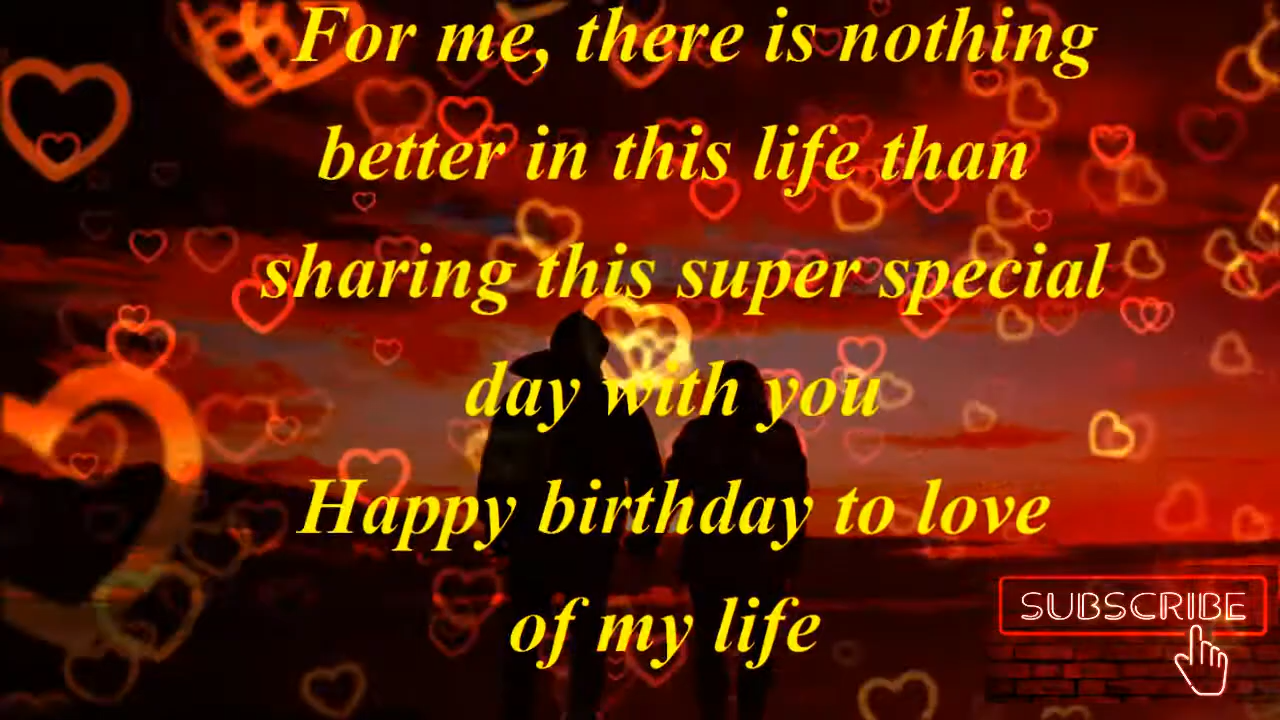 For me, there is nothing
better in this life than
sharing this super special
day with you
Happy birthday to love
of my life
SUBSCRIBE